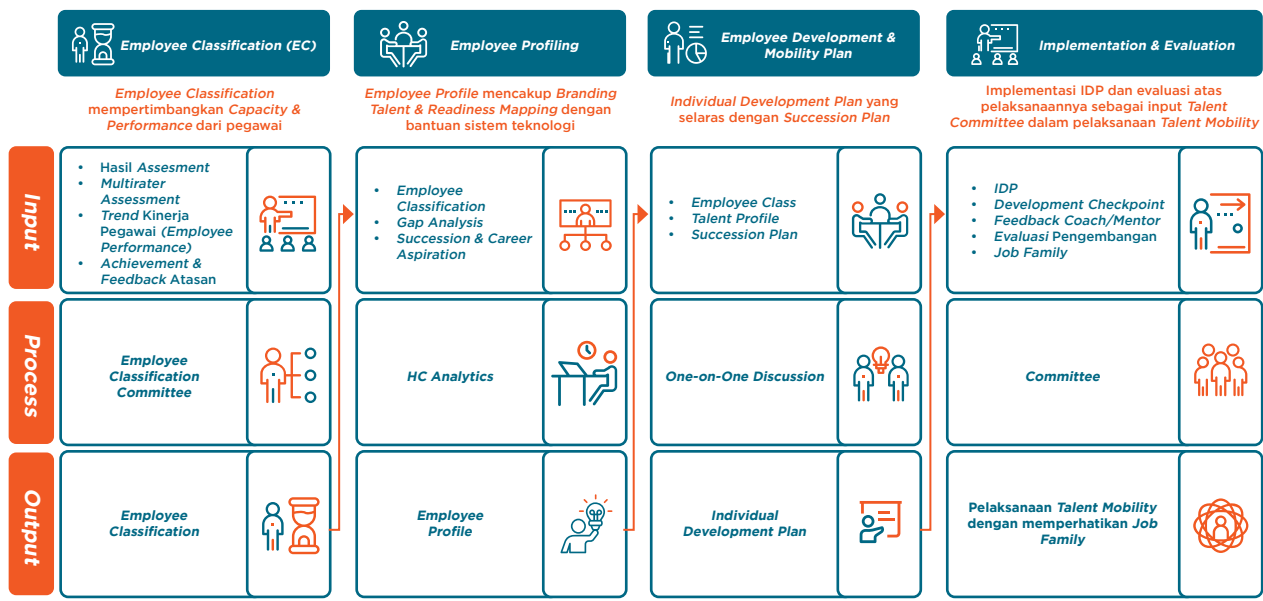 Employee Classification (EC)
Employee Profiling
Employee Development &
Mobility Plan
Implementation & Evaluation
Employee Classification
mempertimbangkan Capacity &
Performance dari pegawai
Employee Profile mencakup Branding
Talent & Readiness Mapping dengan
bantuan sistem teknologi
Individual Development Plan yang
selaras dengan Succession Plan
Implementasi IDP dan evaluasi atas
pelaksanaannya sebagai input Talent
Committee dalam pelaksanaan Talent Mobility
Input
• Hasil Assesment
• Multirater
Assessment
• Trend Kinerja
Pegawai (Employee
Performance)
• Achievement &
Feedback Atasan
• Employee
Classification
• Gap Analysis
• Succession & Career
Aspiration
• Employee Class
• Talent Profile
• Succession Plan
• IDP
• Development Checkpoint
• Feedback Coach/Mentor
• Evaluasi Pengembangan
• Job Family
Process
Employee
Classification
Committee
HC Analytics
One-on-One Discussion
Committee
Output
Employee
Classification
Employee
Profile
Individual
Development Plan
Pelaksanaan Talent Mobility
dengan memperhatikan Job
Family